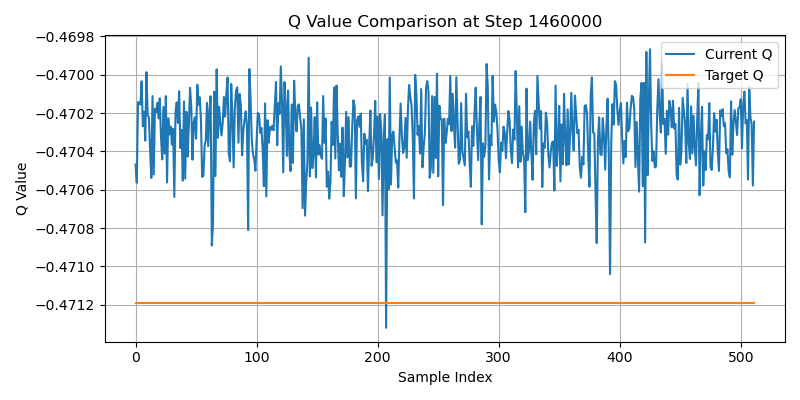 Q Value Comparison at Step 1460000
Current Q
Target Q
Q Value
−0.4698
−0.4700
−0.4702
−0.4704
−0.4706
−0.4708
−0.4710
−0.4712
0 100 200 300 400 500
Sample Index